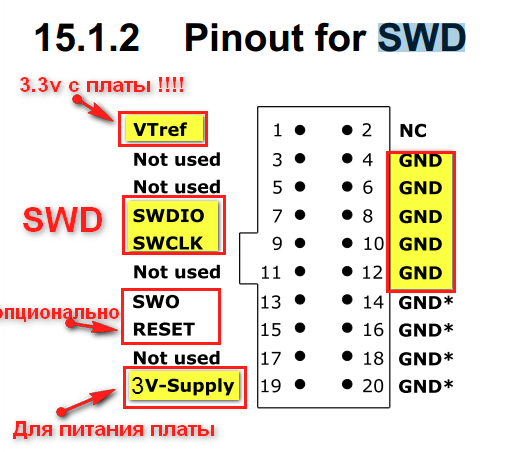 15.1.2 Pinout for SWD
3.3v с платы !!!!
VTref 1 2 NC
Not used 3 4 GND
Not used 5 6 GND
SWD
SWDIO 7 8 GND
SWCLK 9 10 GND
Not used 11 12 GND
опционально
SWO 13 14 GND*
RESET 15 16 GND*
Not used 17 18 GND*
3V-Supply 19 20 GND*
Для питания платы